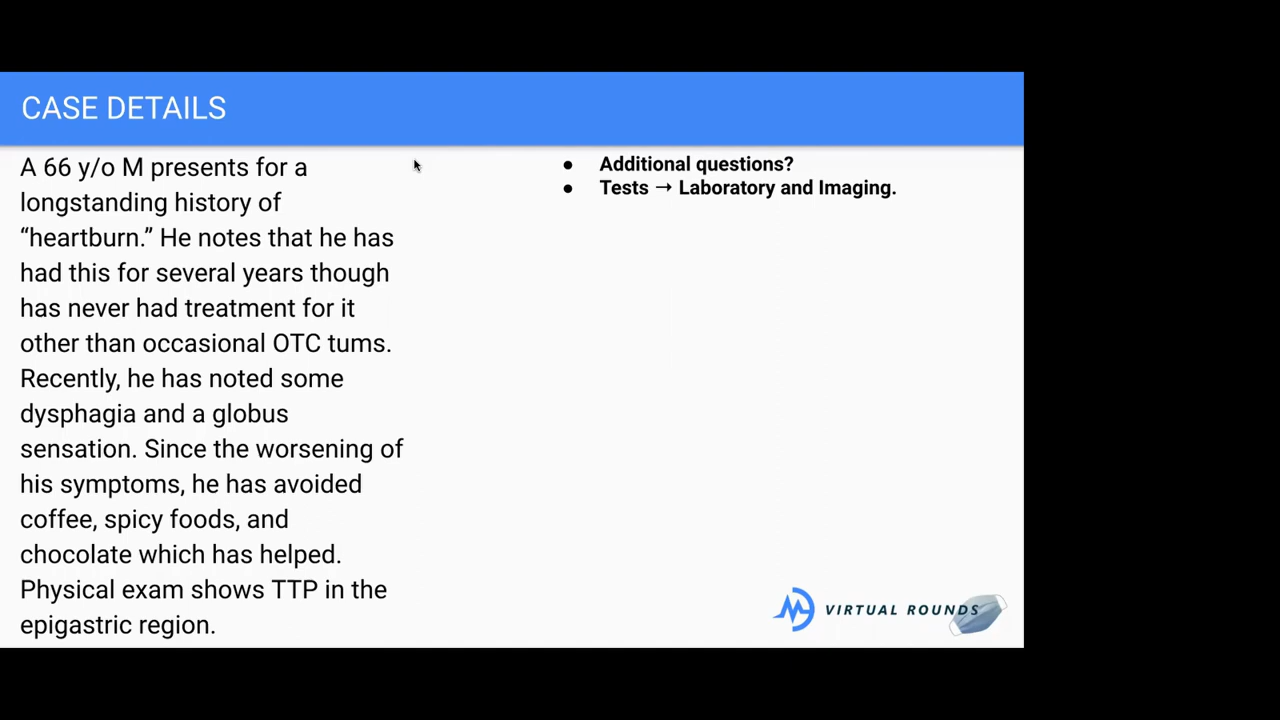 CASE DETAILS
A 66 y/o M presents for a
longstanding history of
“heartburn.” He notes that he has
had this for several years though
has never had treatment for it
other than occasional OTC tums.
Recently, he has noted some
dysphagia and a globus
sensation. Since the worsening of
his symptoms, he has avoided
coffee, spicy foods, and
chocolate which has helped.
Physical exam shows TTP in the
epigastric region.
● Additional questions?
● Tests → Laboratory and Imaging.
VIRTUAL ROUNDS